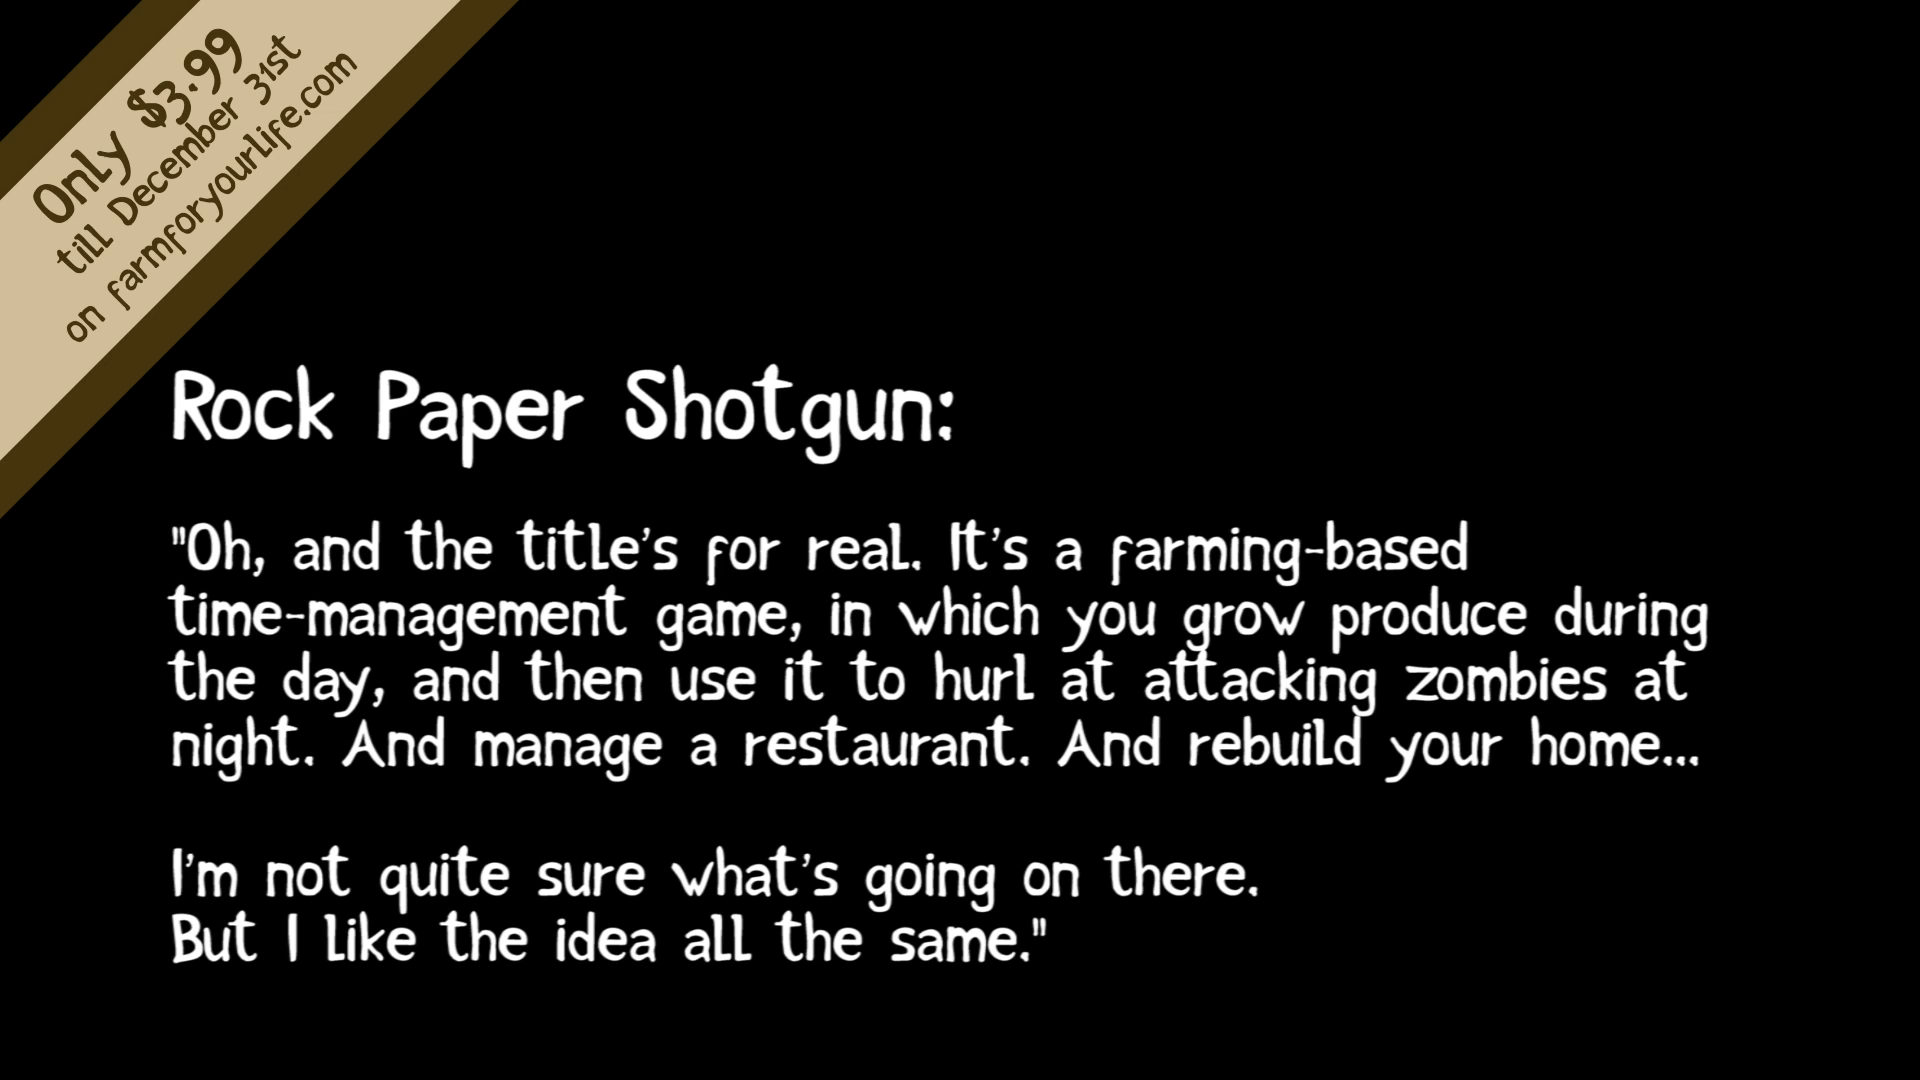 Only $3.99
till December 31st
on farmforyourlife.com
Rock Paper Shotgun:
"Oh, and the title's for real. It's a farming-based
time-management game, in which you grow produce during
the day, and then use it to hurl at attacking zombies at
night. And manage a restaurant. And rebuild your home...
I'm not quite sure what's going on there.
But I like the idea all the same."